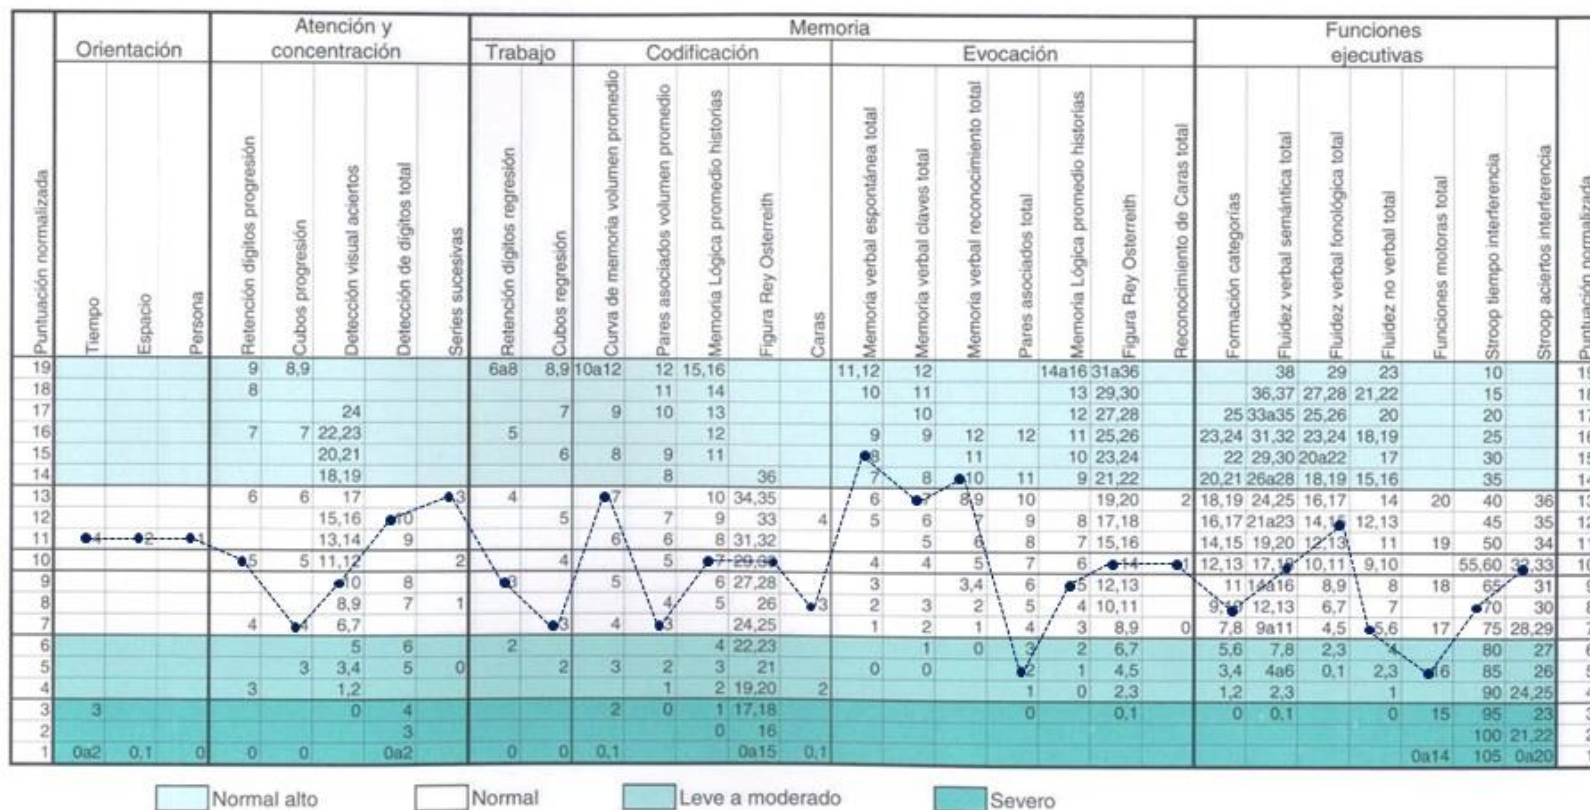 Orientación
Atención y
concentración
Memoria
Funciones
ejecutivas
Trabajo
Codificación
Evocación
Puntuación normalizada
Tiempo
Espacio
Persona
Retención dígitos progresión
Cubos progresión
Detección visual aciertos
Detección de dígitos total
Series sucesivas
Retención dígitos regresión
Cubos regresión
Curva de memoria volumen promedio
Pares asociados volumen promedio
Memoria Lógica promedio historias
Figura Rey Osterreith
Caras
Memoria verbal espontánea total
Memoria verbal claves total
Memoria verbal reconocimiento total
Pares asociados total
Memoria Lógica promedio historias
Figura Rey Osterreith
Reconocimiento de Caras total
Formación categorías
Fluidez verbal semántica total
Fluidez verbal fonológica total
Fluidez no verbal total
Funciones motoras total
Stroop tiempo interferencia
Stroop aciertos interferencia
Puntuación normalizada
19 9 8,9 6a8 8,9 10a12 12 15,16 11,12 12 14a16 31a36 38 29 23 10 19
18 8 11 14 10 11 13 29,30 36,37 27,28 21,22 15 18
17 24 7 9 10 13 10 12 27,28 25 33a35 25,26 20 20 17
16 7 7 22,23 5 12 9 9 12 12 11 25,26 23,24 31,32 23,24 18,19 25 16
15 20,21 6 8 9 11 8 11 10 23,24 22 29,30 20a22 17 30 15
14 18,19 8 36 7 8 10 11 9 21,22 20,21 26a28 18,19 15,16 35 14
13 6 6 17 3 4 7 10 34,35 6 7 8,9 10 19,20 2 18,19 24,25 16,17 14 20 40 36 13
12 15,16 10 5 7 9 33 4 5 6 7 9 8 17,18 16,17 21a23 14,15 12,13 45 35 12
11 4 2 1 13,14 9 6 6 8 31,32 5 6 8 7 15,16 14,15 19,20 12,13 11 19 50 34 11
10 5 5 11,12 2 4 5 7 29,30 4 4 5 7 6 14 1 12,13 17,18 10,11 9,10 55,60 32,33 10
9 10 8 3 5 6 27,28 3 3,4 6 5 12,13 11 14a16 8,9 8 18 65 31 9
8 8,9 7 1 4 5 26 3 2 3 2 5 4 10,11 9,10 12,13 6,7 7 70 30 8
7 4 4 6,7 3 4 3 24,25 1 2 1 4 3 8,9 0 7,8 9a11 4,5 5,6 17 75 28,29 7
6 5 6 2 4 22,23 1 0 3 2 6,7 5,6 7,8 2,3 4 80 27 6
5 3 3,4 5 0 2 3 2 3 21 0 0 2 1 4,5 3,4 4a6 0,1 2,3 16 85 26 5
4 3 1,2 1 2 19,20 2 1 0 2,3 1,2 2,3 1 90 24,25 4
3 3 0 4 2 0 1 17,18 0 0,1 0 0,1 0 15 95 23 3
2 3 0 16 100 21,22 2
1 0a2 0,1 0 0 0 0a2 0 0 0,1 0a15 0,1 0a14 105 0a20 1
Normal alto
Normal
Leve a moderado
Severo